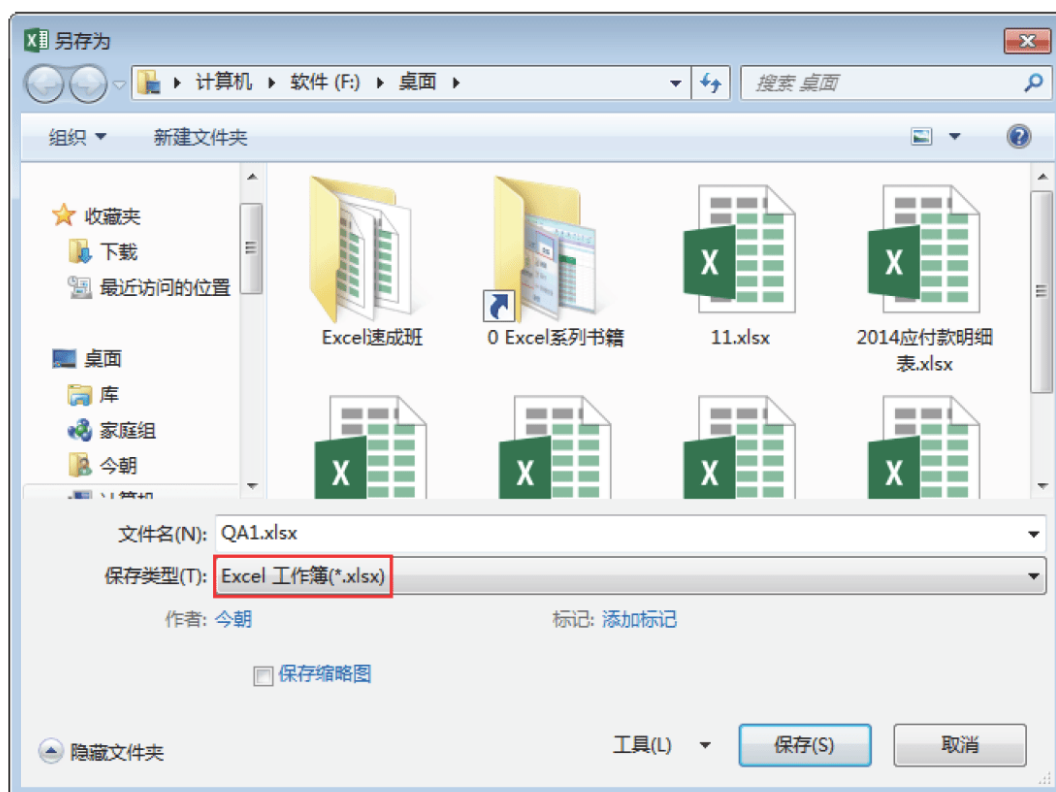 另存为
计算机 软件 (F:) 桌面
搜索 桌面
组织 新建文件夹
收藏夹
下载
最近访问的位置
桌面
库
家庭组
今朝
计算机
Excel速成班
0 Excel系列书籍
11.xlsx
2014应付款明细
表.xlsx
文件名(N): QA1.xlsx
保存类型(T): Excel 工作簿(*.xlsx)
作者: 今朝 标记: 添加标记
保存缩略图
隐藏文件夹 工具(L) 保存(S) 取消